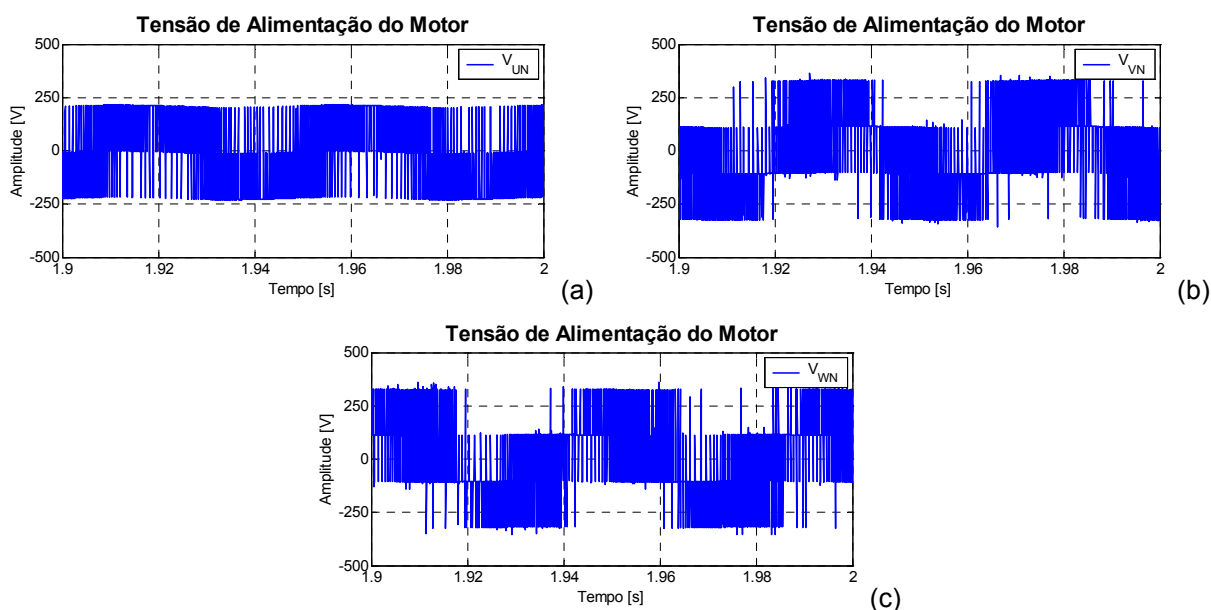 Tensão de Alimentação do Motor
500
250
0
-250
-500
Amplitude [V]
V_UN
1.9 1.92 1.94 1.96 1.98 2
Tempo [s]
(a)
Tensão de Alimentação do Motor
500
250
0
-250
-500
Amplitude [V]
V_VN
1.9 1.92 1.94 1.96 1.98 2
Tempo [s]
(b)
Tensão de Alimentação do Motor
500
250
0
-250
-500
Amplitude [V]
V_WN
1.9 1.92 1.94 1.96 1.98 2
Tempo [s]
(c)